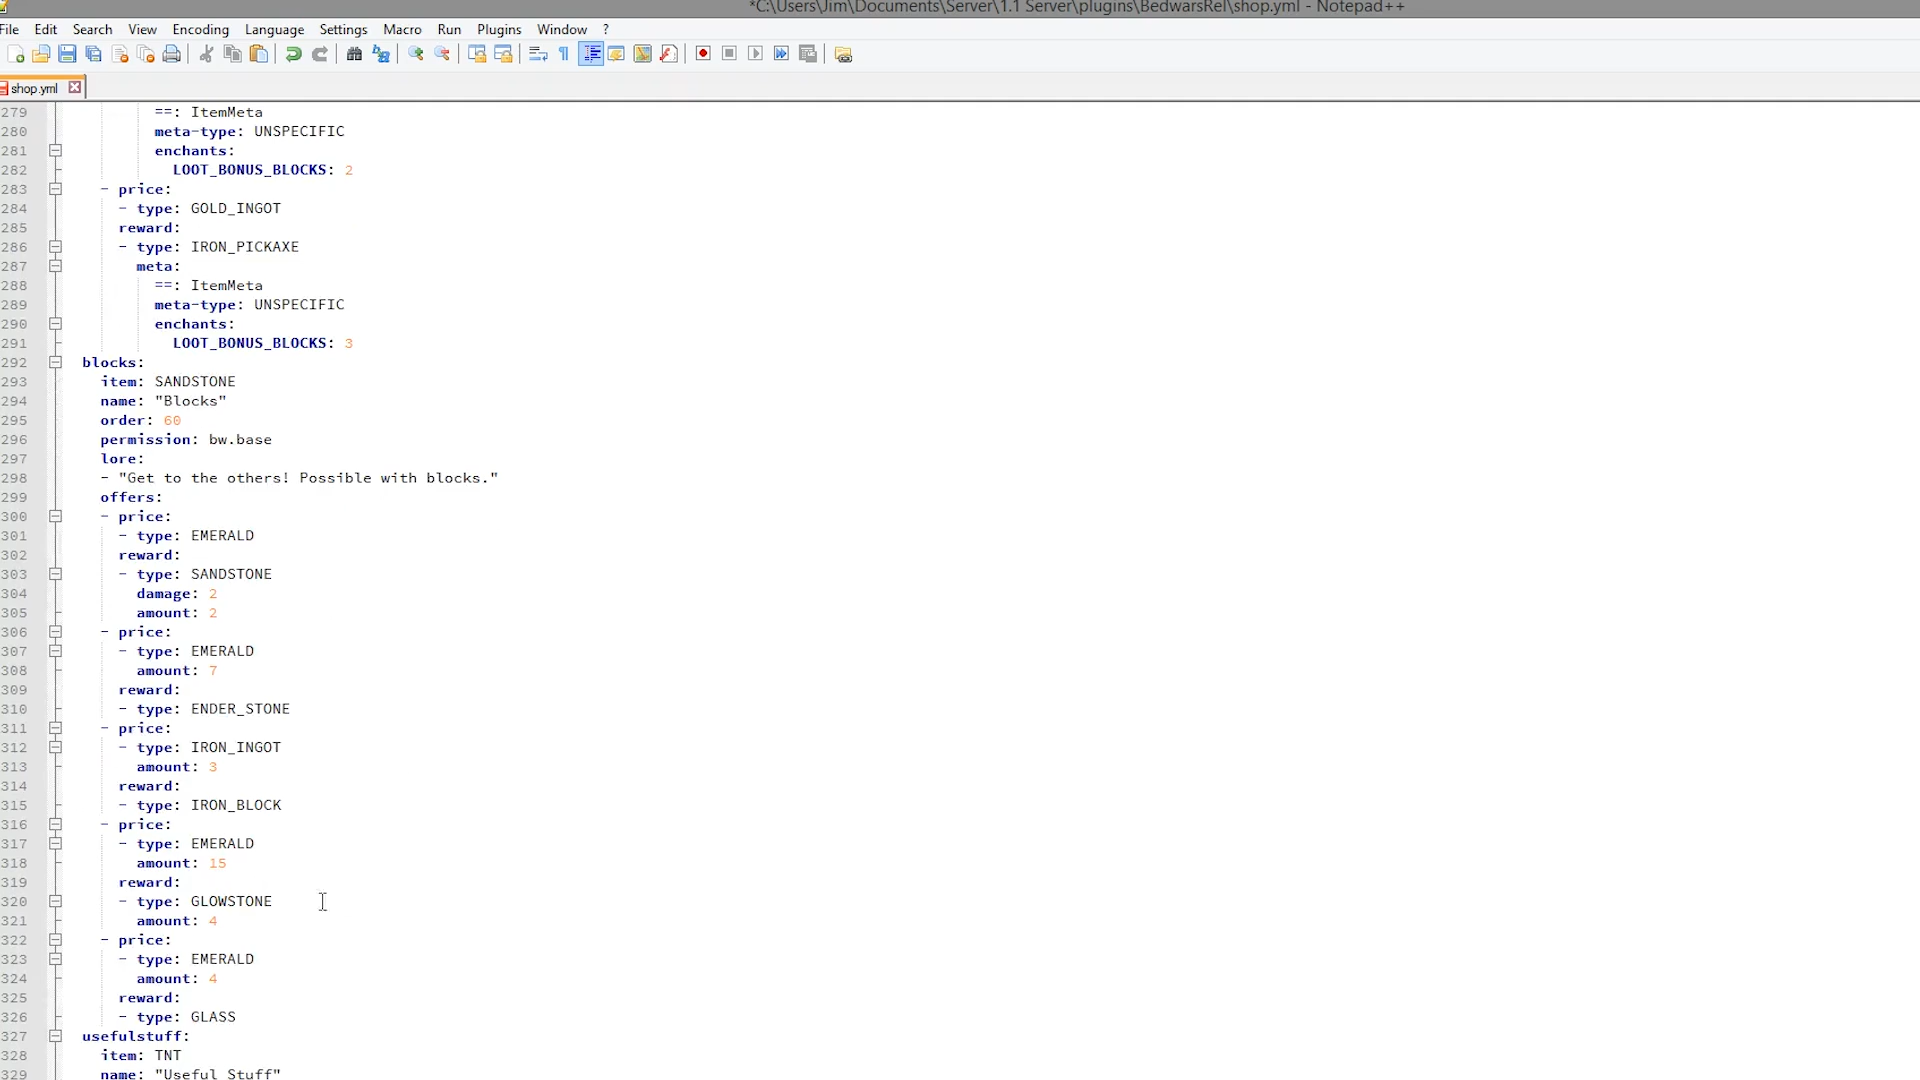 *C:\Users\Jim\Documents\Server\1.1 Server\plugins\BedwarsRel\shop.yml - Notepad++
File Edit Search View Encoding Language Settings Macro Run Plugins Window ?
shop.yml
279 ==: ItemMeta
280 meta-type: UNSPECIFIC
281 enchants:
282 LOOT_BONUS_BLOCKS: 2
283 - price:
284 - type: GOLD_INGOT
285 reward:
286 - type: IRON_PICKAXE
287 meta:
288 ==: ItemMeta
289 meta-type: UNSPECIFIC
290 enchants:
291 LOOT_BONUS_BLOCKS: 3
292 blocks:
293 item: SANDSTONE
294 name: "Blocks"
295 order: 60
296 permission: bw.base
297 lore:
298 - "Get to the others! Possible with blocks."
299 offers:
300 - price:
301 - type: EMERALD
302 reward:
303 - type: SANDSTONE
304 damage: 2
305 amount: 2
306 - price:
307 - type: EMERALD
308 amount: 7
309 reward:
310 - type: ENDER_STONE
311 - price:
312 - type: IRON_INGOT
313 amount: 3
314 reward:
315 - type: IRON_BLOCK
316 - price:
317 - type: EMERALD
318 amount: 15
319 reward:
320 - type: GLOWSTONE
321 amount: 4
322 - price:
323 - type: EMERALD
324 amount: 4
325 reward:
326 - type: GLASS
327 usefulstuff:
328 item: TNT
329 name: "Useful Stuff"